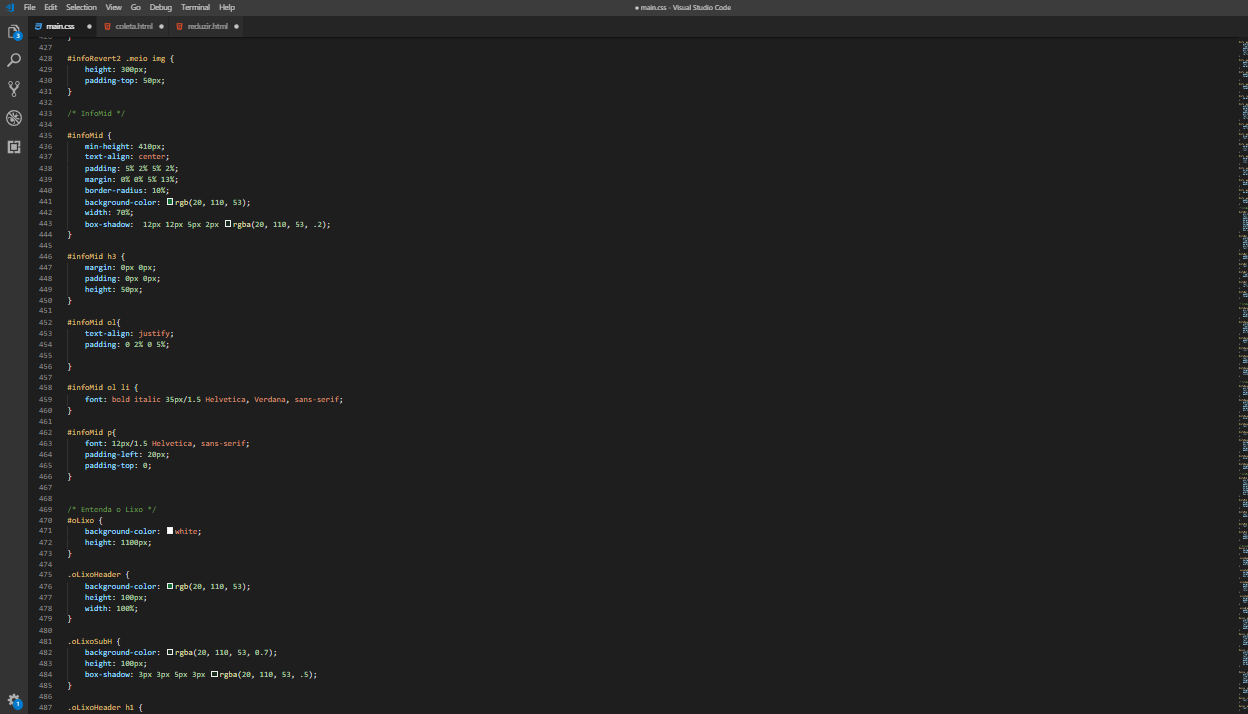 File Edit Selection View Go Debug Terminal Help
● main.css - Visual Studio Code
main.css ● coleta.html ● reduzir.html ●
3
426 }
427
428 #infoRevert2 .meio img {
429 height: 300px;
430 padding-top: 50px;
431 }
432
433 /* InfoMid */
434
435 #infoMid {
436 min-height: 410px;
437 text-align: center;
438 padding: 5% 2% 5% 2%;
439 margin: 0% 0% 5% 13%;
440 border-radius: 10%;
441 background-color: rgb(20, 110, 53);
442 width: 70%;
443 box-shadow: 12px 12px 5px 2px rgba(20, 110, 53, .2);
444 }
445
446 #infoMid h3 {
447 margin: 0px 0px;
448 padding: 0px 0px;
449 height: 50px;
450 }
451
452 #infoMid ol{
453 text-align: justify;
454 padding: 0 2% 0 5%;
455
456 }
457
458 #infoMid ol li {
459 font: bold italic 35px/1.5 Helvetica, Verdana, sans-serif;
460 }
461
462 #infoMid p{
463 font: 12px/1.5 Helvetica, sans-serif;
464 padding-left: 20px;
465 padding-top: 0;
466 }
467
468
469 /* Entenda o Lixo */
470 #oLixo {
471 background-color: white;
472 height: 1100px;
473 }
474
475 .oLixoHeader {
476 background-color: rgb(20, 110, 53);
477 height: 100px;
478 width: 100%;
479 }
480
481 .oLixoSubH {
482 background-color: rgba(20, 110, 53, 0.7);
483 height: 100px;
484 box-shadow: 3px 3px 5px 3px rgba(20, 110, 53, .5);
485 }
486
487 .oLixoHeader h1 {
1